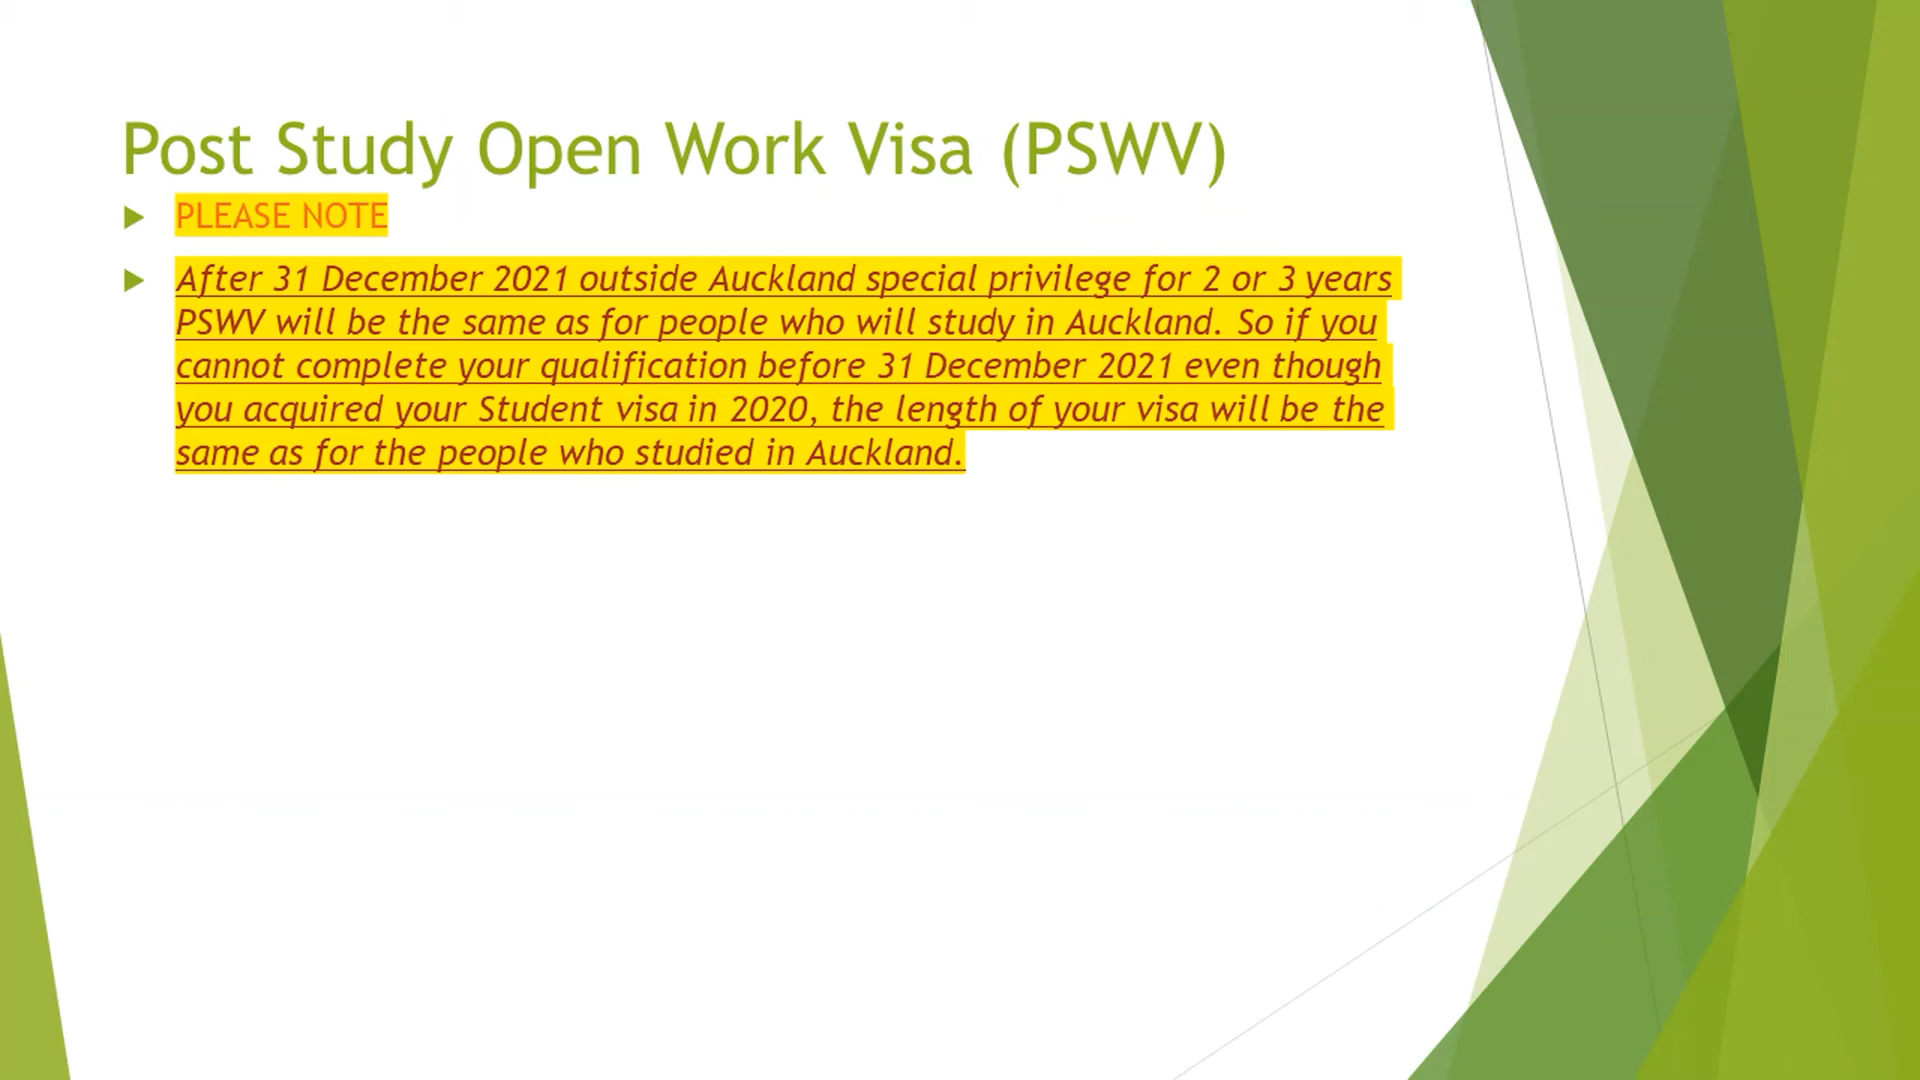 Post Study Open Work Visa (PSWV)
PLEASE NOTE
After 31 December 2021 outside Auckland special privilege for 2 or 3 years
PSWV will be the same as for people who will study in Auckland. So if you
cannot complete your qualification before 31 December 2021 even though
you acquired your Student visa in 2020, the length of your visa will be the
same as for the people who studied in Auckland.